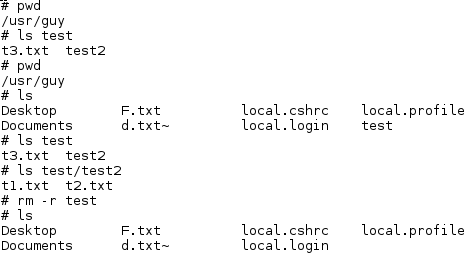 # pwd
/usr/guy
# ls test
t3.txt  test2
# pwd
/usr/guy
# ls
Desktop        F.txt          local.cshrc    local.profile
Documents      d.txt~         local.login    test
# ls test
t3.txt  test2
# ls test/test2
t1.txt  t2.txt
# rm -r test
# ls
Desktop        F.txt          local.cshrc    local.profile
Documents      d.txt~         local.login